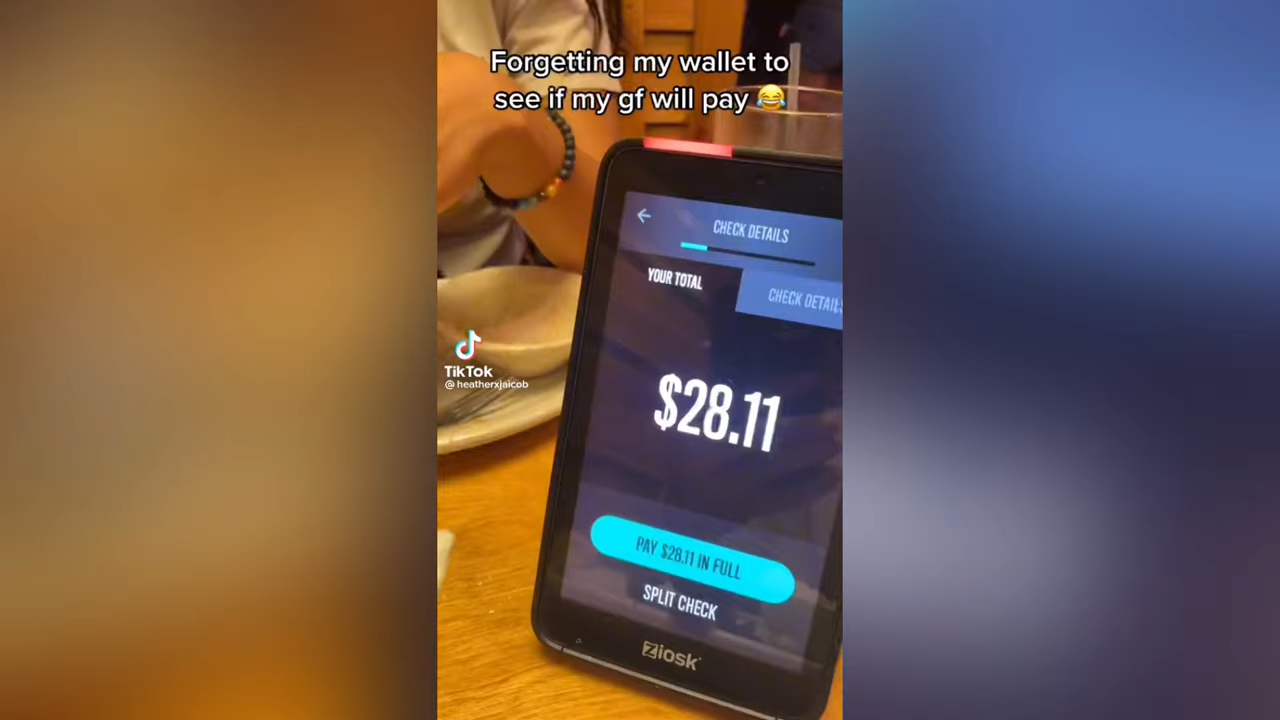 Forgetting my wallet to
see if my gf will pay 😂
CHECK DETAILS
YOUR TOTAL
CHECK DETAILS
$28.11
PAY $28.11 IN FULL
SPLIT CHECK
Ziosk
TikTok
@heatherxjaicob